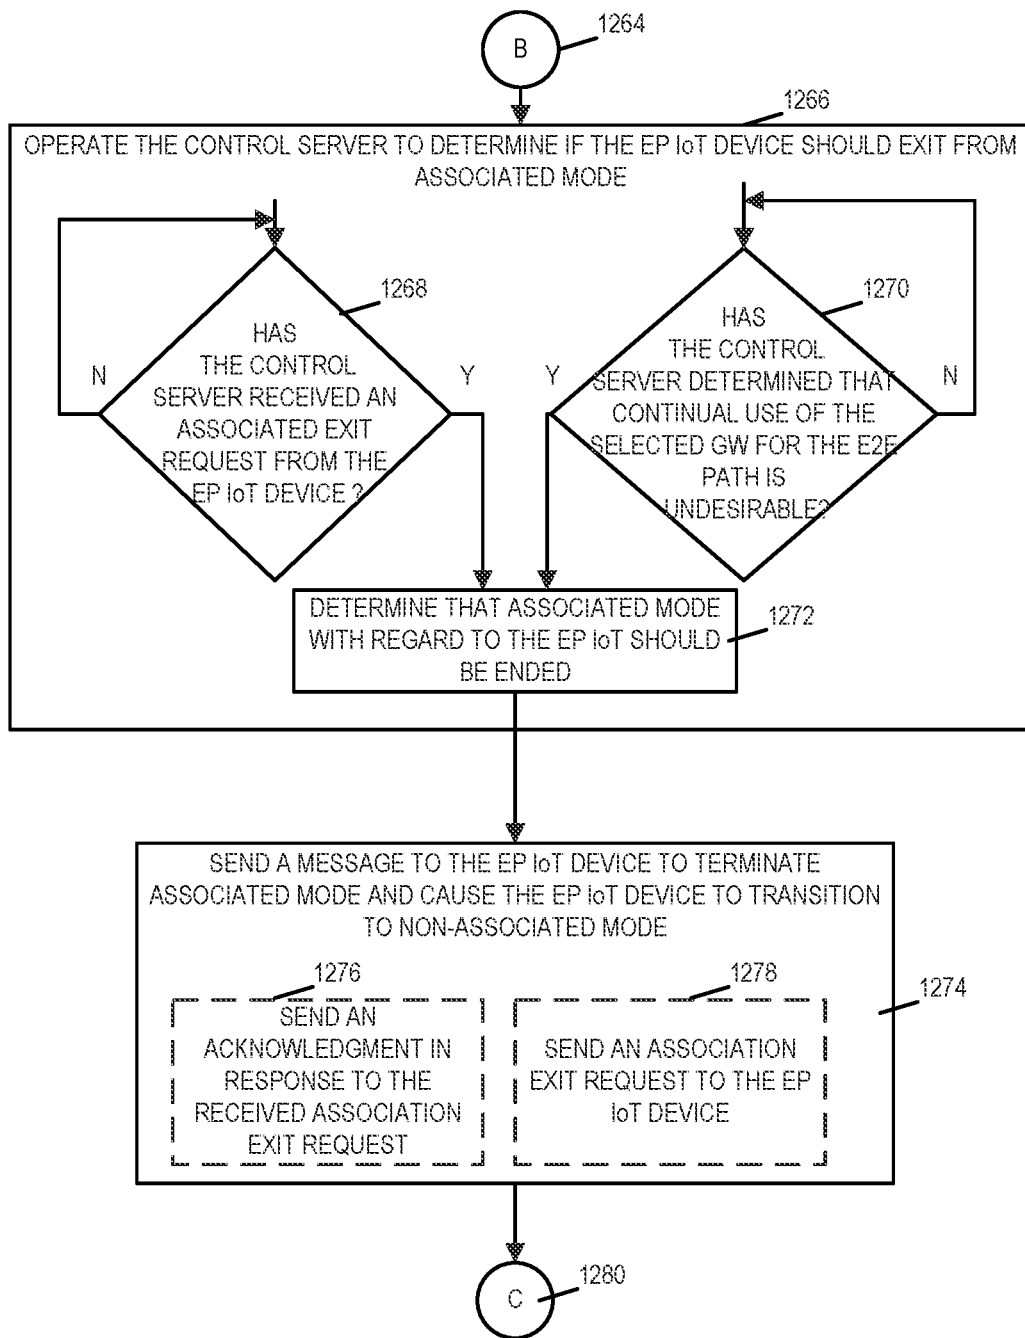 B
1264
1266
OPERATE THE CONTROL SERVER TO DETERMINE IF THE EP IoT DEVICE SHOULD EXIT FROM
ASSOCIATED MODE
1268
HAS
THE CONTROL
SERVER RECEIVED AN
ASSOCIATED EXIT
REQUEST FROM THE
EP IoT DEVICE ?
N
Y
1270
HAS
THE CONTROL
SERVER DETERMINED THAT
CONTINUAL USE OF THE
SELECTED GW FOR THE E2E
PATH IS
UNDESIRABLE?
Y
N
DETERMINE THAT ASSOCIATED MODE
WITH REGARD TO THE EP IoT SHOULD
BE ENDED
1272
SEND A MESSAGE TO THE EP IoT DEVICE TO TERMINATE
ASSOCIATED MODE AND CAUSE THE EP IoT DEVICE TO TRANSITION
TO NON-ASSOCIATED MODE
1274
1276
SEND AN
ACKNOWLEDGMENT IN
RESPONSE TO THE
RECEIVED ASSOCIATION
EXIT REQUEST
1278
SEND AN ASSOCIATION
EXIT REQUEST TO THE EP
IoT DEVICE
C
1280